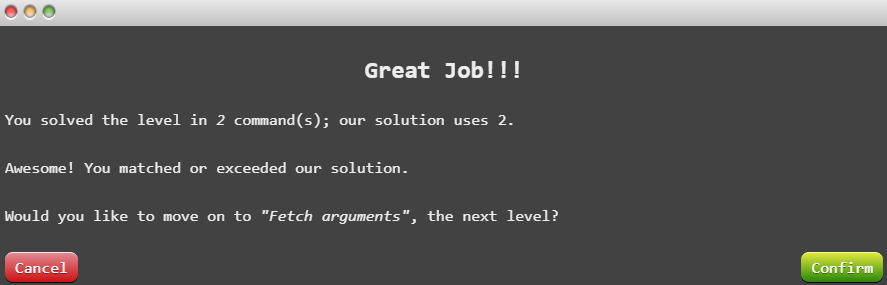 Great Job!!!
You solved the level in 2 command(s); our solution uses 2.
Awesome! You matched or exceeded our solution.
Would you like to move on to "Fetch arguments", the next level?
Cancel Confirm